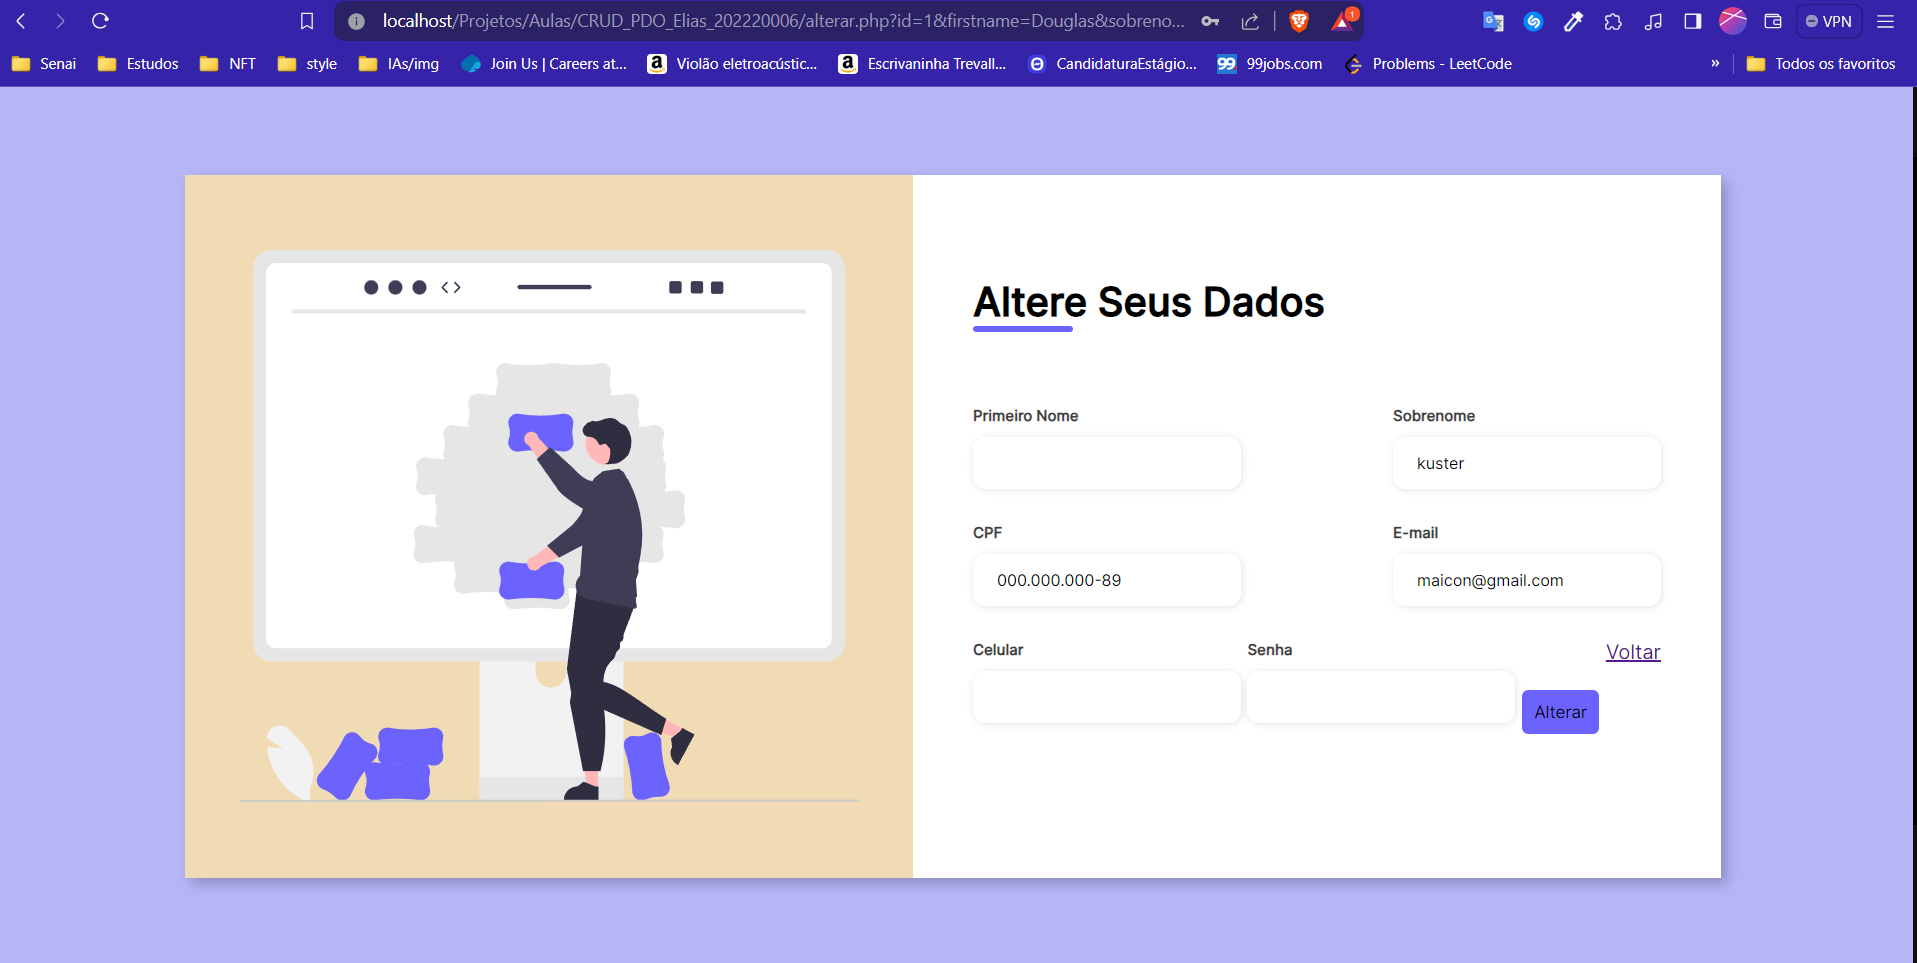 localhost/Projetos/Aulas/CRUD_PDO_Elias_202220006/alterar.php?id=1&firstname=Douglas&sobreno...
1
VPN
Senai
Estudos
NFT
style
IAs/img
Join Us | Careers at...
Violão eletroacústic...
Escrivaninha Trevall...
CandidaturaEstágio...
99
99jobs.com
Problems - LeetCode
»
Todos os favoritos
Altere Seus Dados
Primeiro Nome
Sobrenome
kuster
CPF
E-mail
000.000.000-89
maicon@gmail.com
Celular
Senha
Voltar
Alterar